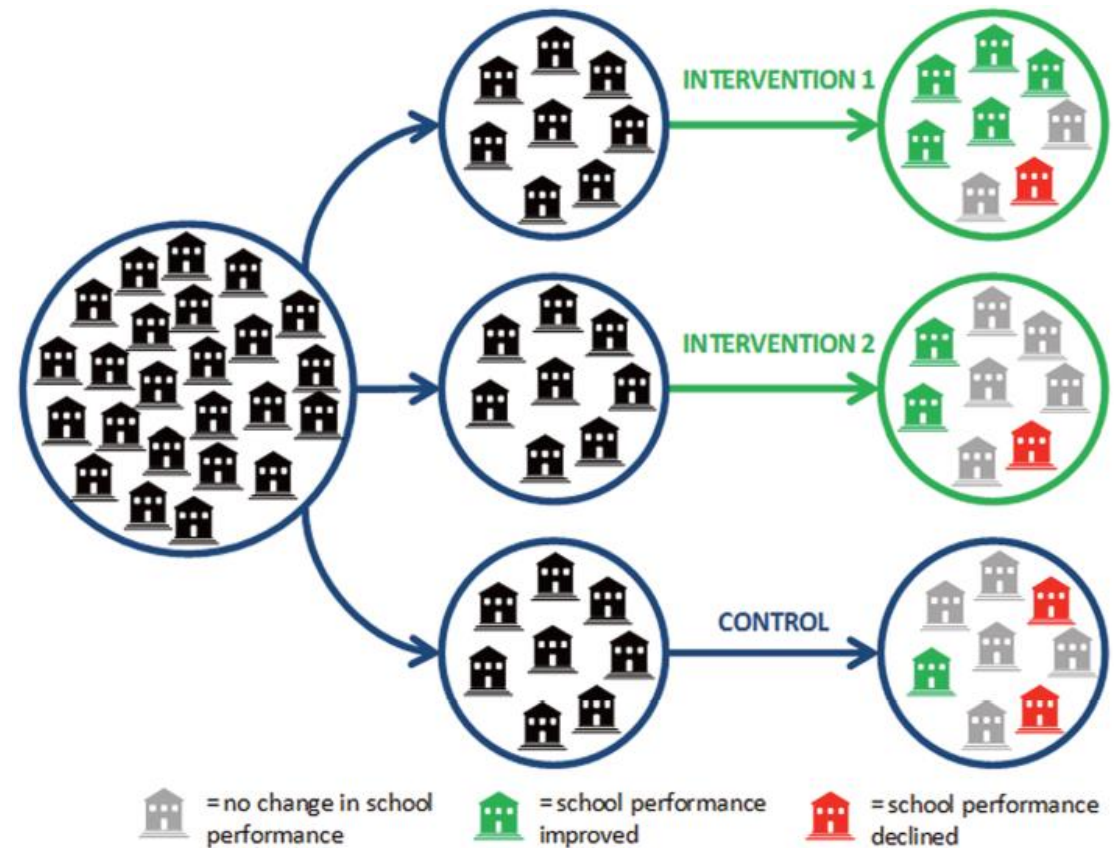 INTERVENTION 1
INTERVENTION 2
CONTROL
= no change in school
performance
= school performance
improved
= school performance
declined